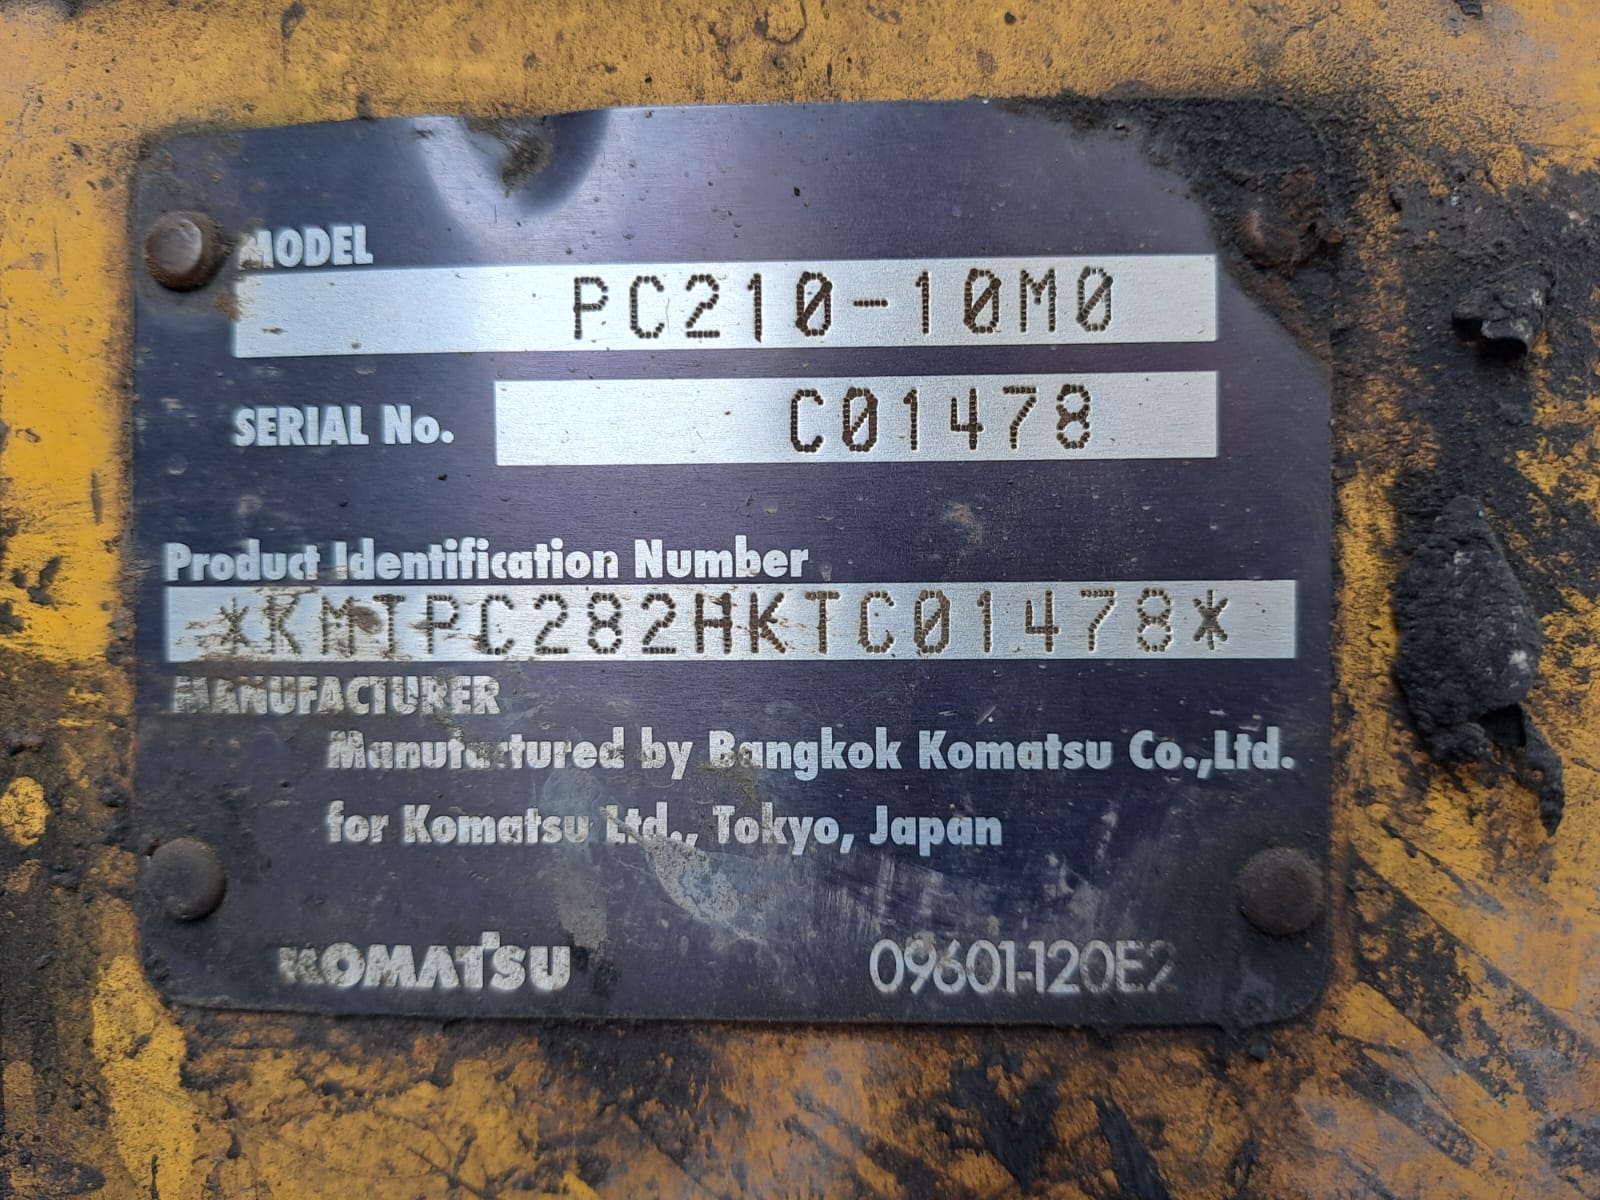 MODEL
PC210-10M0
SERIAL No.
C01478
Product Identification Number
*KMTPC282HKTC01478*
MANUFACTURER
Manufactured by Bangkok Komatsu Co.,Ltd.
for Komatsu Ltd., Tokyo, Japan
KOMATSU
09601-120E2